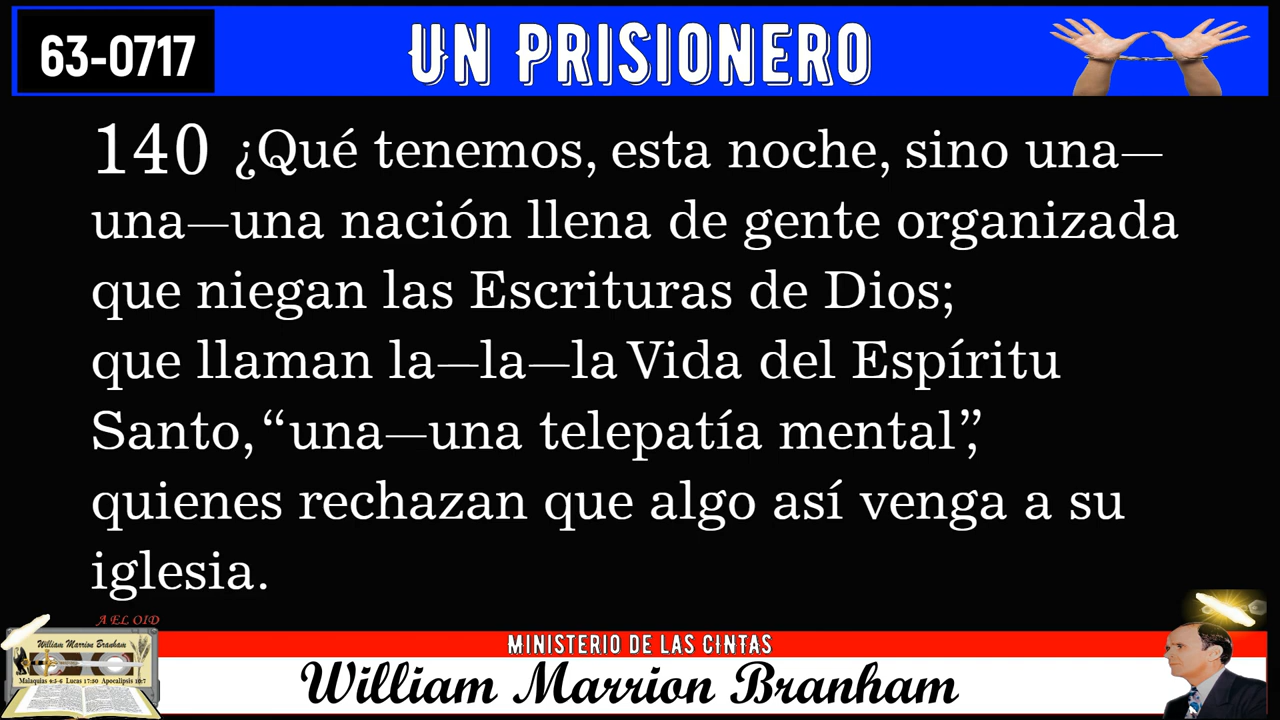 63-0717
UN PRISIONERO
140 ¿Qué tenemos, esta noche, sino una—
una—una nación llena de gente organizada
que niegan las Escrituras de Dios;
que llaman la—la—la Vida del Espíritu
Santo, “una—una telepatía mental”,
quienes rechazan que algo así venga a su
iglesia.
A EL OID
William Marrion Branham
Malaquias 4:5-6 Lucas 17:30 Apocalipsis 10:7
MINISTERIO DE LAS CINTAS
William Marrion Branham